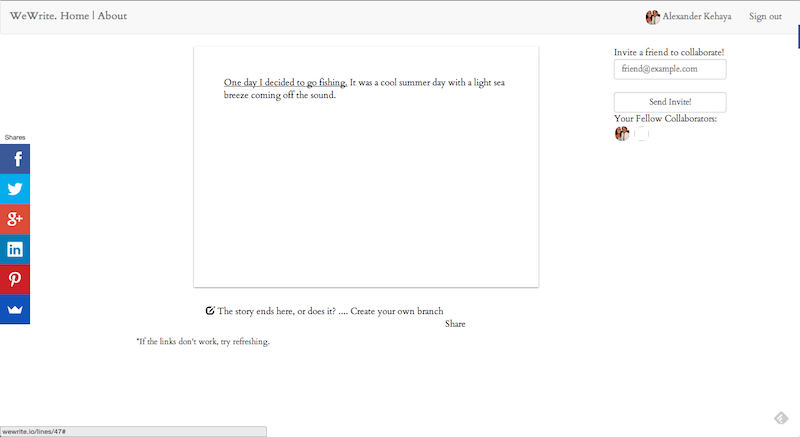 WeWrite. Home | About
Alexander Kehaya
Sign out
One day I decided to go fishing. It was a cool summer day with a light sea
breeze coming off the sound.
Invite a friend to collaborate!
friend@example.com
Send Invite!
Your Fellow Collaborators:
Shares
The story ends here, or does it? .... Create your own branch
Share
*If the links don't work, try refreshing.
wewrite.io/lines/47#